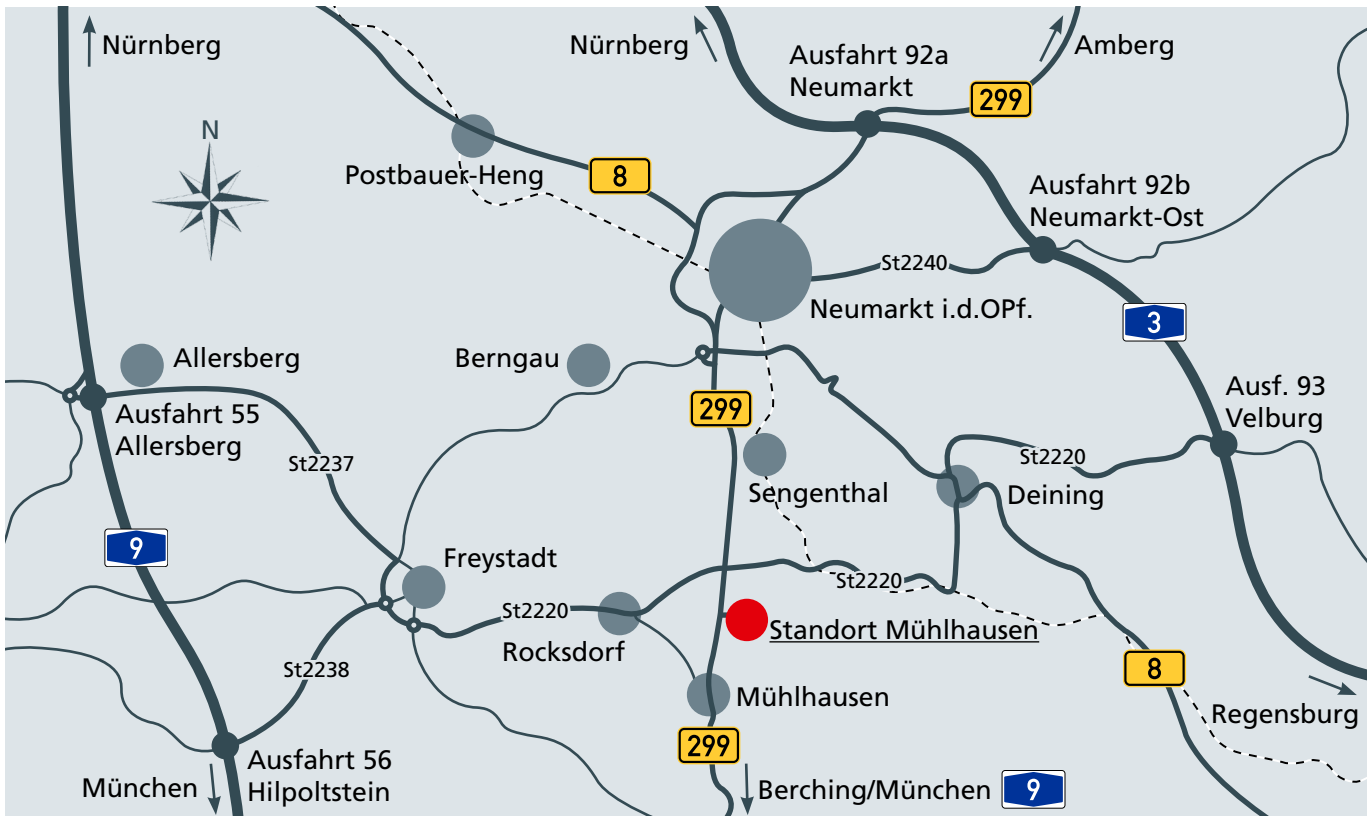 Nürnberg
Nürnberg
Ausfahrt 92a
Neumarkt
Amberg
299
N
Postbauer-Heng
8
Ausfahrt 92b
Neumarkt-Ost
St2240
Neumarkt i.d.OPf.
3
Allersberg
Berngau
Ausfahrt 55
Allersberg
299
Ausf. 93
Velburg
St2237
St2220
Sengenthal
Deining
9
Freystadt
St2220
St2220
Rocksdorf
Standort Mühlhausen
St2238
Mühlhausen
8
Regensburg
299
Ausfahrt 56
Hilpoltstein
München
Berching/München
9